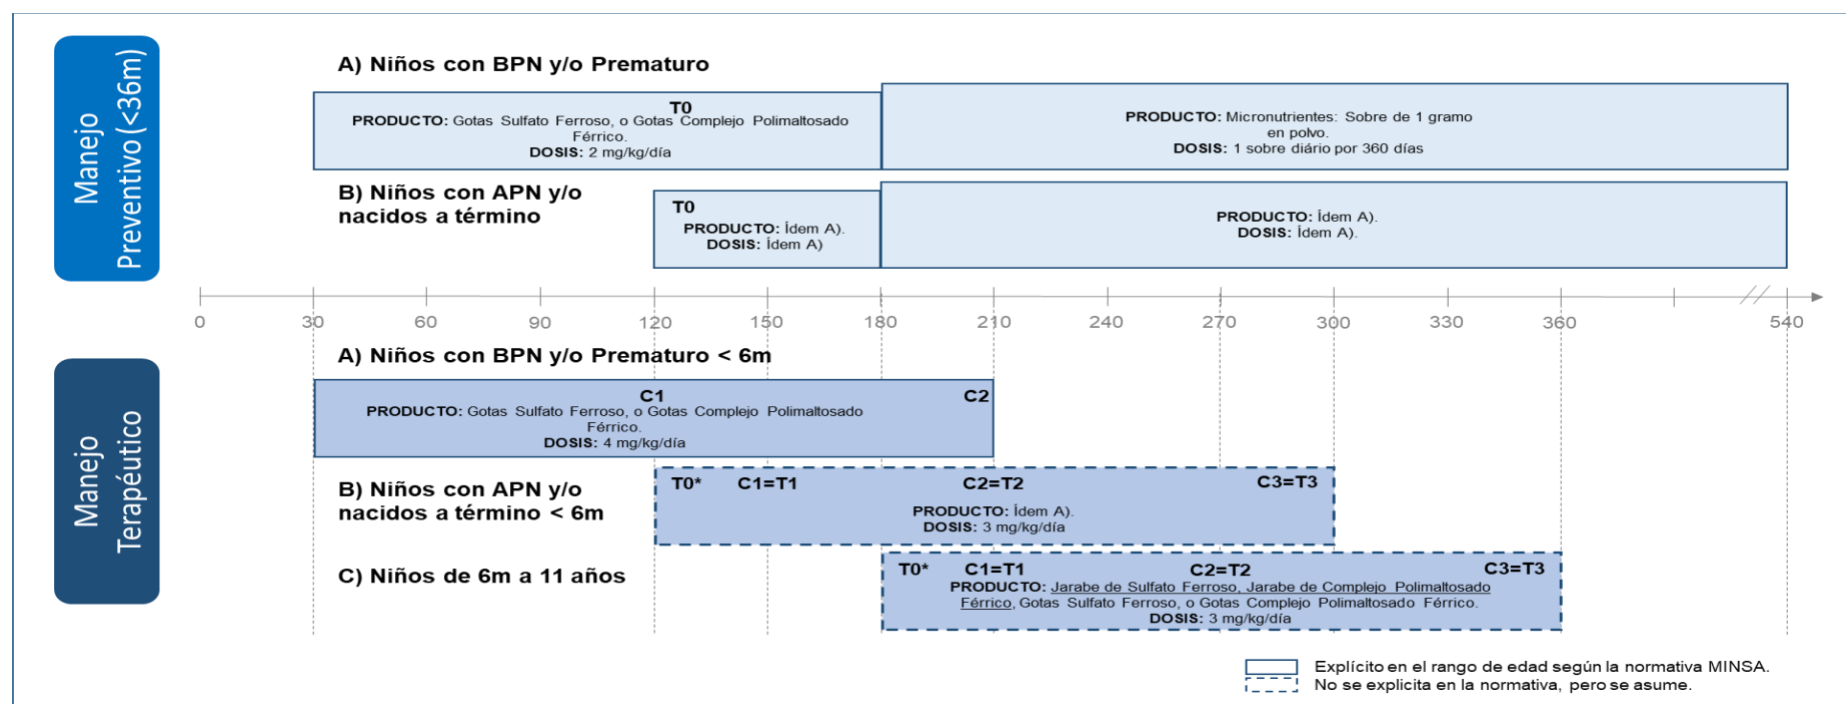 Manejo
Preventivo (<36m)
A) Niños con BPN y/o Prematuro
T0
PRODUCTO: Gotas Sulfato Ferroso, o Gotas Complejo Polimaltosado
Férrico.
DOSIS: 2 mg/kg/día
PRODUCTO: Micronutrientes: Sobre de 1 gramo
en polvo.
DOSIS: 1 sobre diário por 360 días
B) Niños con APN y/o
nacidos a término
T0
PRODUCTO: Ídem A).
DOSIS: Ídem A)
PRODUCTO: Ídem A).
DOSIS: Ídem A).
0 30 60 90 120 150 180 210 240 270 300 330 360 540
Manejo
Terapéutico
A) Niños con BPN y/o Prematuro < 6m
C1 C2
PRODUCTO: Gotas Sulfato Ferroso, o Gotas Complejo Polimaltosado
Férrico.
DOSIS: 4 mg/kg/día
B) Niños con APN y/o
nacidos a término < 6m
T0* C1=T1 C2=T2 C3=T3
PRODUCTO: Ídem A).
DOSIS: 3 mg/kg/día
C) Niños de 6m a 11 años
T0* C1=T1 C2=T2 C3=T3
PRODUCTO: Jarabe de Sulfato Ferroso, Jarabe de Complejo Polimaltosado
Férrico, Gotas Sulfato Ferroso, o Gotas Complejo Polimaltosado Férrico.
DOSIS: 3 mg/kg/día
Explícito en el rango de edad según la normativa MINSA.
No se explicita en la normativa, pero se asume.